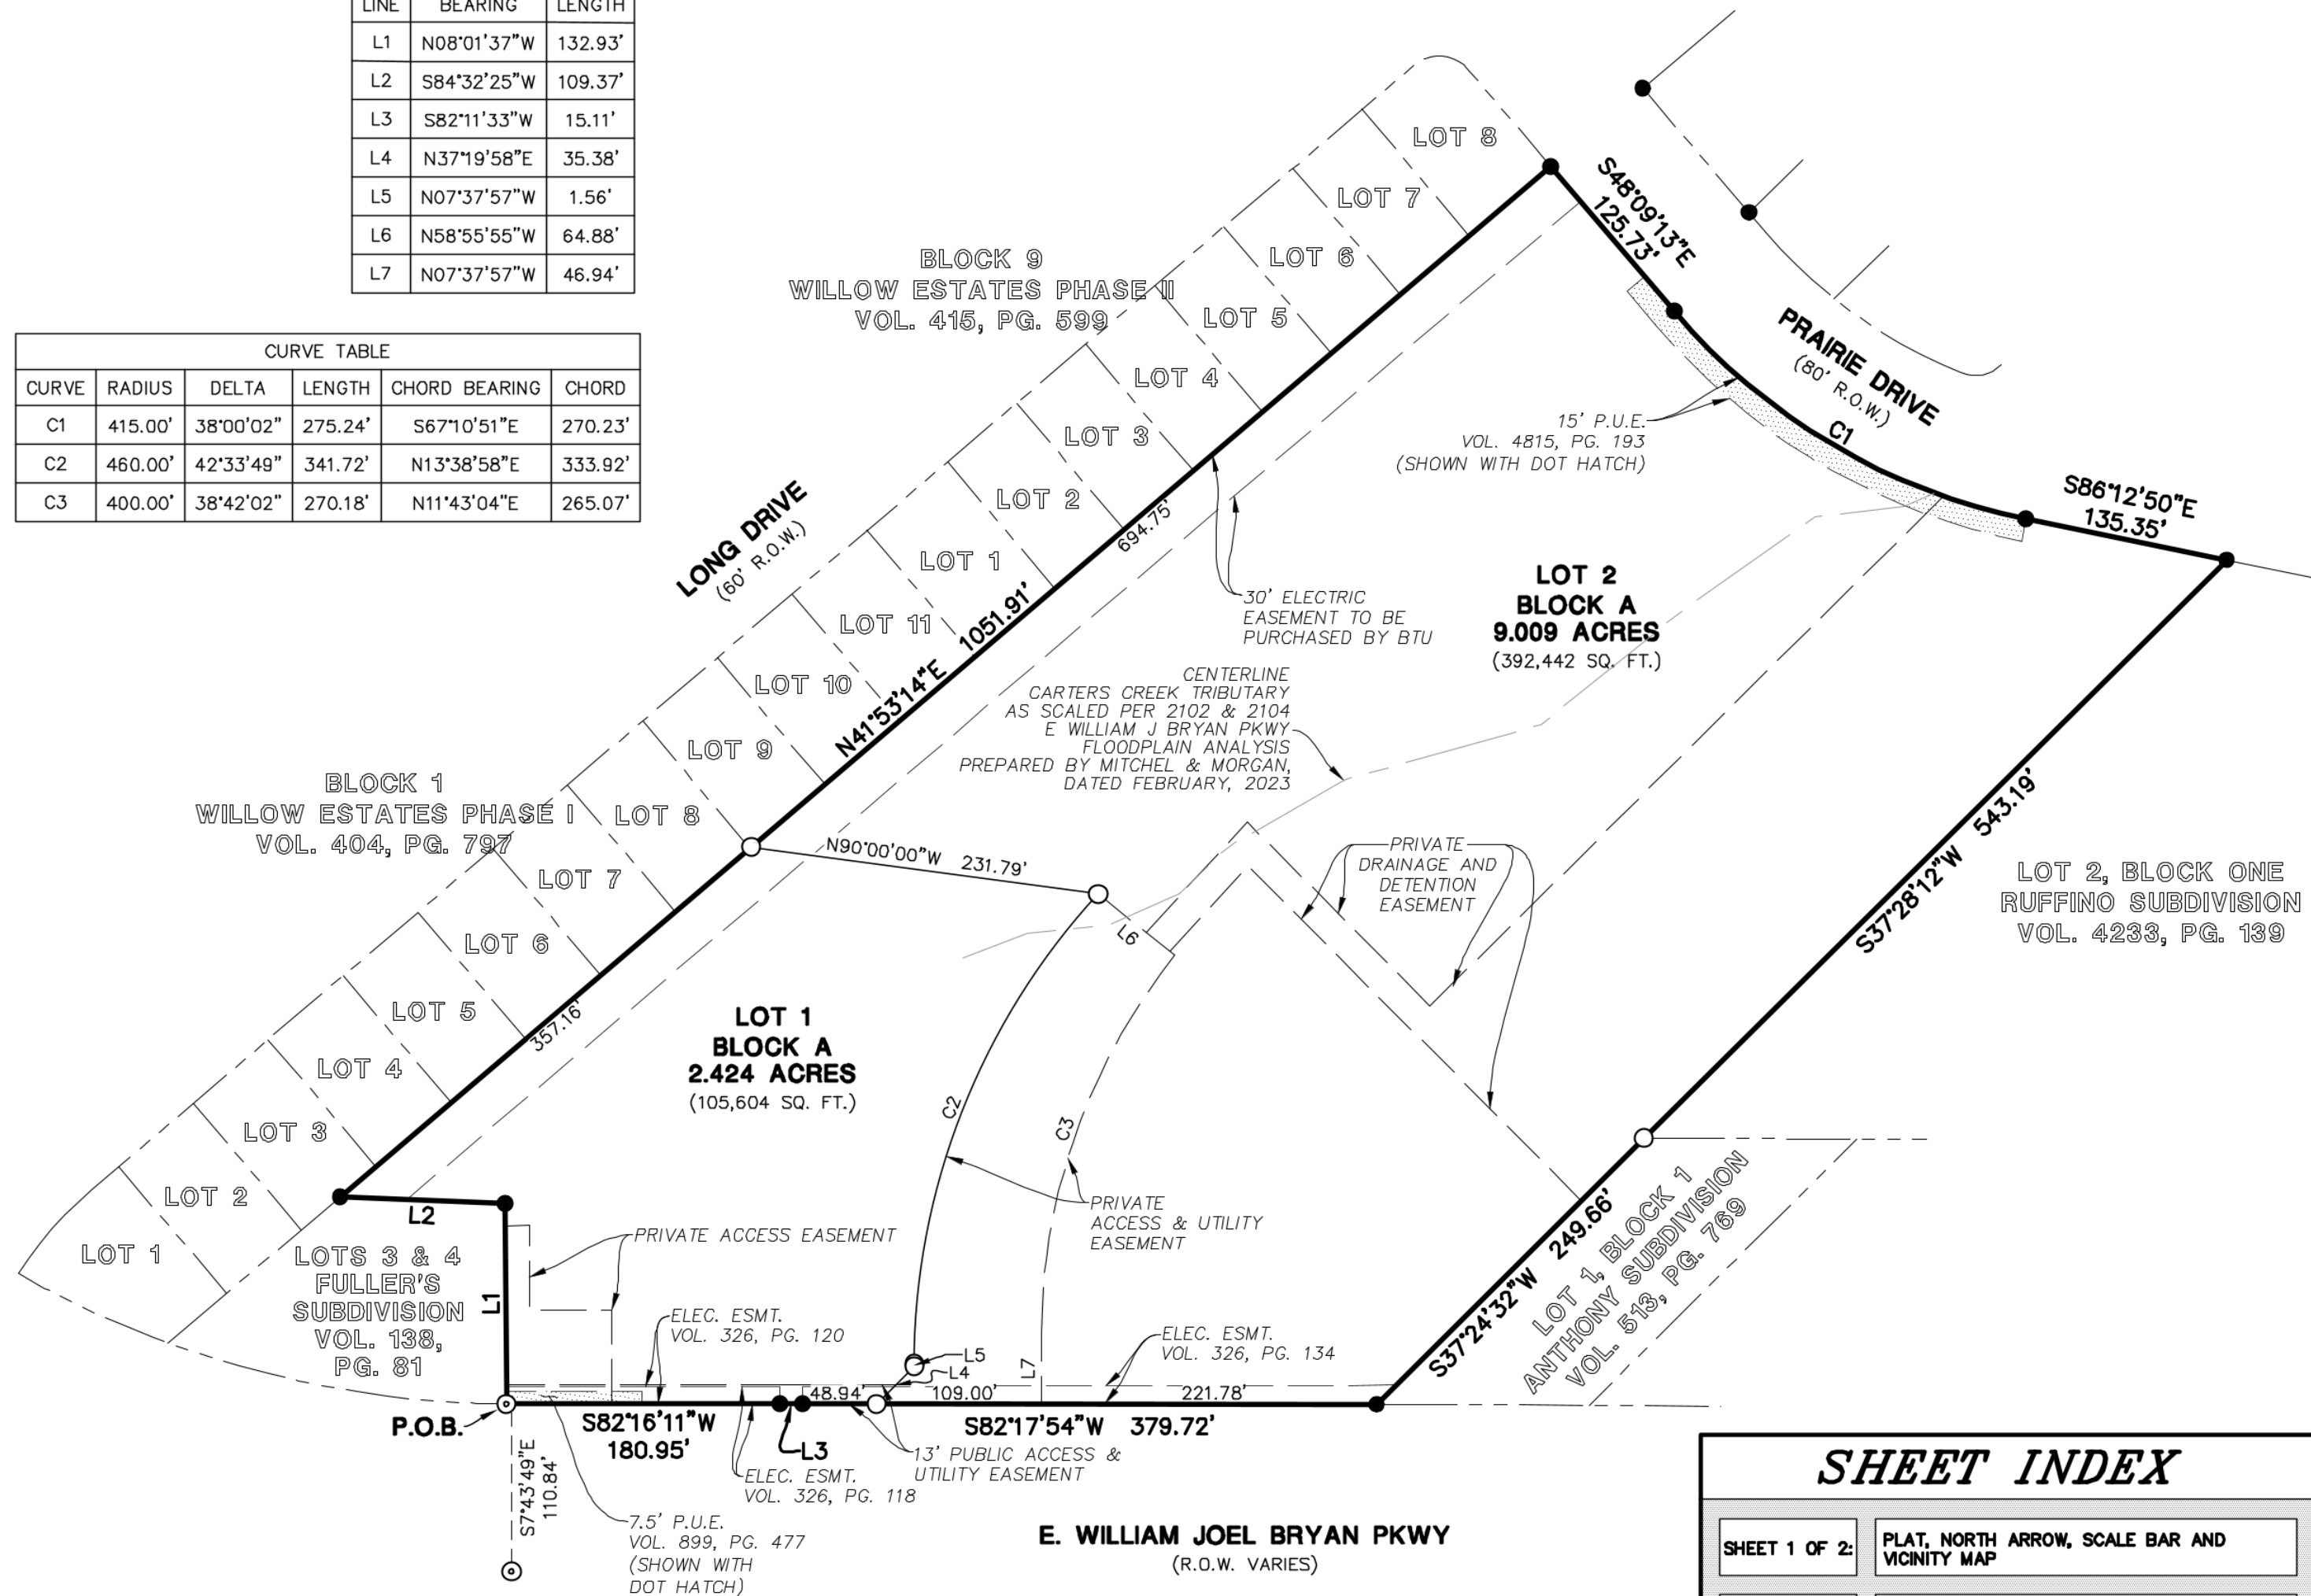 LINE BEARING LENGTH
L1 N08°01'37"W 132.93'
L2 S84°32'25"W 109.37'
L3 S82°11'33"W 15.11'
L4 N37°19'58"E 35.38'
L5 N07°37'57"W 1.56'
L6 N58°55'55"W 64.88'
L7 N07°37'57"W 46.94'
CURVE TABLE
CURVE RADIUS DELTA LENGTH CHORD BEARING CHORD
C1 415.00' 38°00'02" 275.24' S67°10'51"E 270.23'
C2 460.00' 42°33'49" 341.72' N13°38'58"E 333.92'
C3 400.00' 38°42'02" 270.18' N11°43'04"E 265.07'
LOT 8
LOT 7
LOT 6
LOT 5
LOT 4
LOT 3
LOT 2
LOT 1
BLOCK 9
WILLOW ESTATES PHASE II
VOL. 415, PG. 599
S48°09'13"E
125.73'
PRAIRIE DRIVE
(80' R.O.W.)
C1
15' P.U.E.
VOL. 4815, PG. 193
(SHOWN WITH DOT HATCH)
S86°12'50"E
135.35'
LONG DRIVE
(60' R.O.W.)
694.75'
N41°53'14"E 1051.91'
30' ELECTRIC
EASEMENT TO BE
PURCHASED BY BTU
LOT 2
BLOCK A
9.009 ACRES
(392,442 SQ. FT.)
CENTERLINE
CARTERS CREEK TRIBUTARY
AS SCALED PER 2102 & 2104
E WILLIAM J BRYAN PKWY
FLOODPLAIN ANALYSIS
PREPARED BY MITCHEL & MORGAN,
DATED FEBRUARY, 2023
LOT 11
LOT 10
LOT 9
LOT 8
LOT 7
LOT 6
LOT 5
LOT 4
LOT 3
LOT 2
LOT 1
BLOCK 1
WILLOW ESTATES PHASE I
VOL. 404, PG. 797
N90°00'00"W 231.79'
PRIVATE
DRAINAGE AND
DETENTION
EASEMENT
S37°28'12"W 543.19'
LOT 2, BLOCK ONE
RUFFINO SUBDIVISION
VOL. 4233, PG. 139
L6
357.16'
LOT 1
BLOCK A
2.424 ACRES
(105,604 SQ. FT.)
C2
C3
PRIVATE
ACCESS & UTILITY
EASEMENT
S37°24'32"W 249.66'
LOT 1, BLOCK 1
ANTHONY SUBDIVISION
VOL. 513, PG. 769
L2
L1
PRIVATE ACCESS EASEMENT
LOTS 3 & 4
FULLER'S
SUBDIVISION
VOL. 138,
PG. 81
ELEC. ESMT.
VOL. 326, PG. 120
L5
L4
L7
ELEC. ESMT.
VOL. 326, PG. 134
48.94'
109.00'
221.78'
P.O.B.
S82°16'11"W
180.95'
L3
S82°17'54"W 379.72'
13' PUBLIC ACCESS &
UTILITY EASEMENT
ELEC. ESMT.
VOL. 326, PG. 118
S7°43'49"E
110.84'
7.5' P.U.E.
VOL. 899, PG. 477
(SHOWN WITH
DOT HATCH)
E. WILLIAM JOEL BRYAN PKWY
(R.O.W. VARIES)
SHEET INDEX
SHEET 1 OF 2: PLAT, NORTH ARROW, SCALE BAR AND
VICINITY MAP